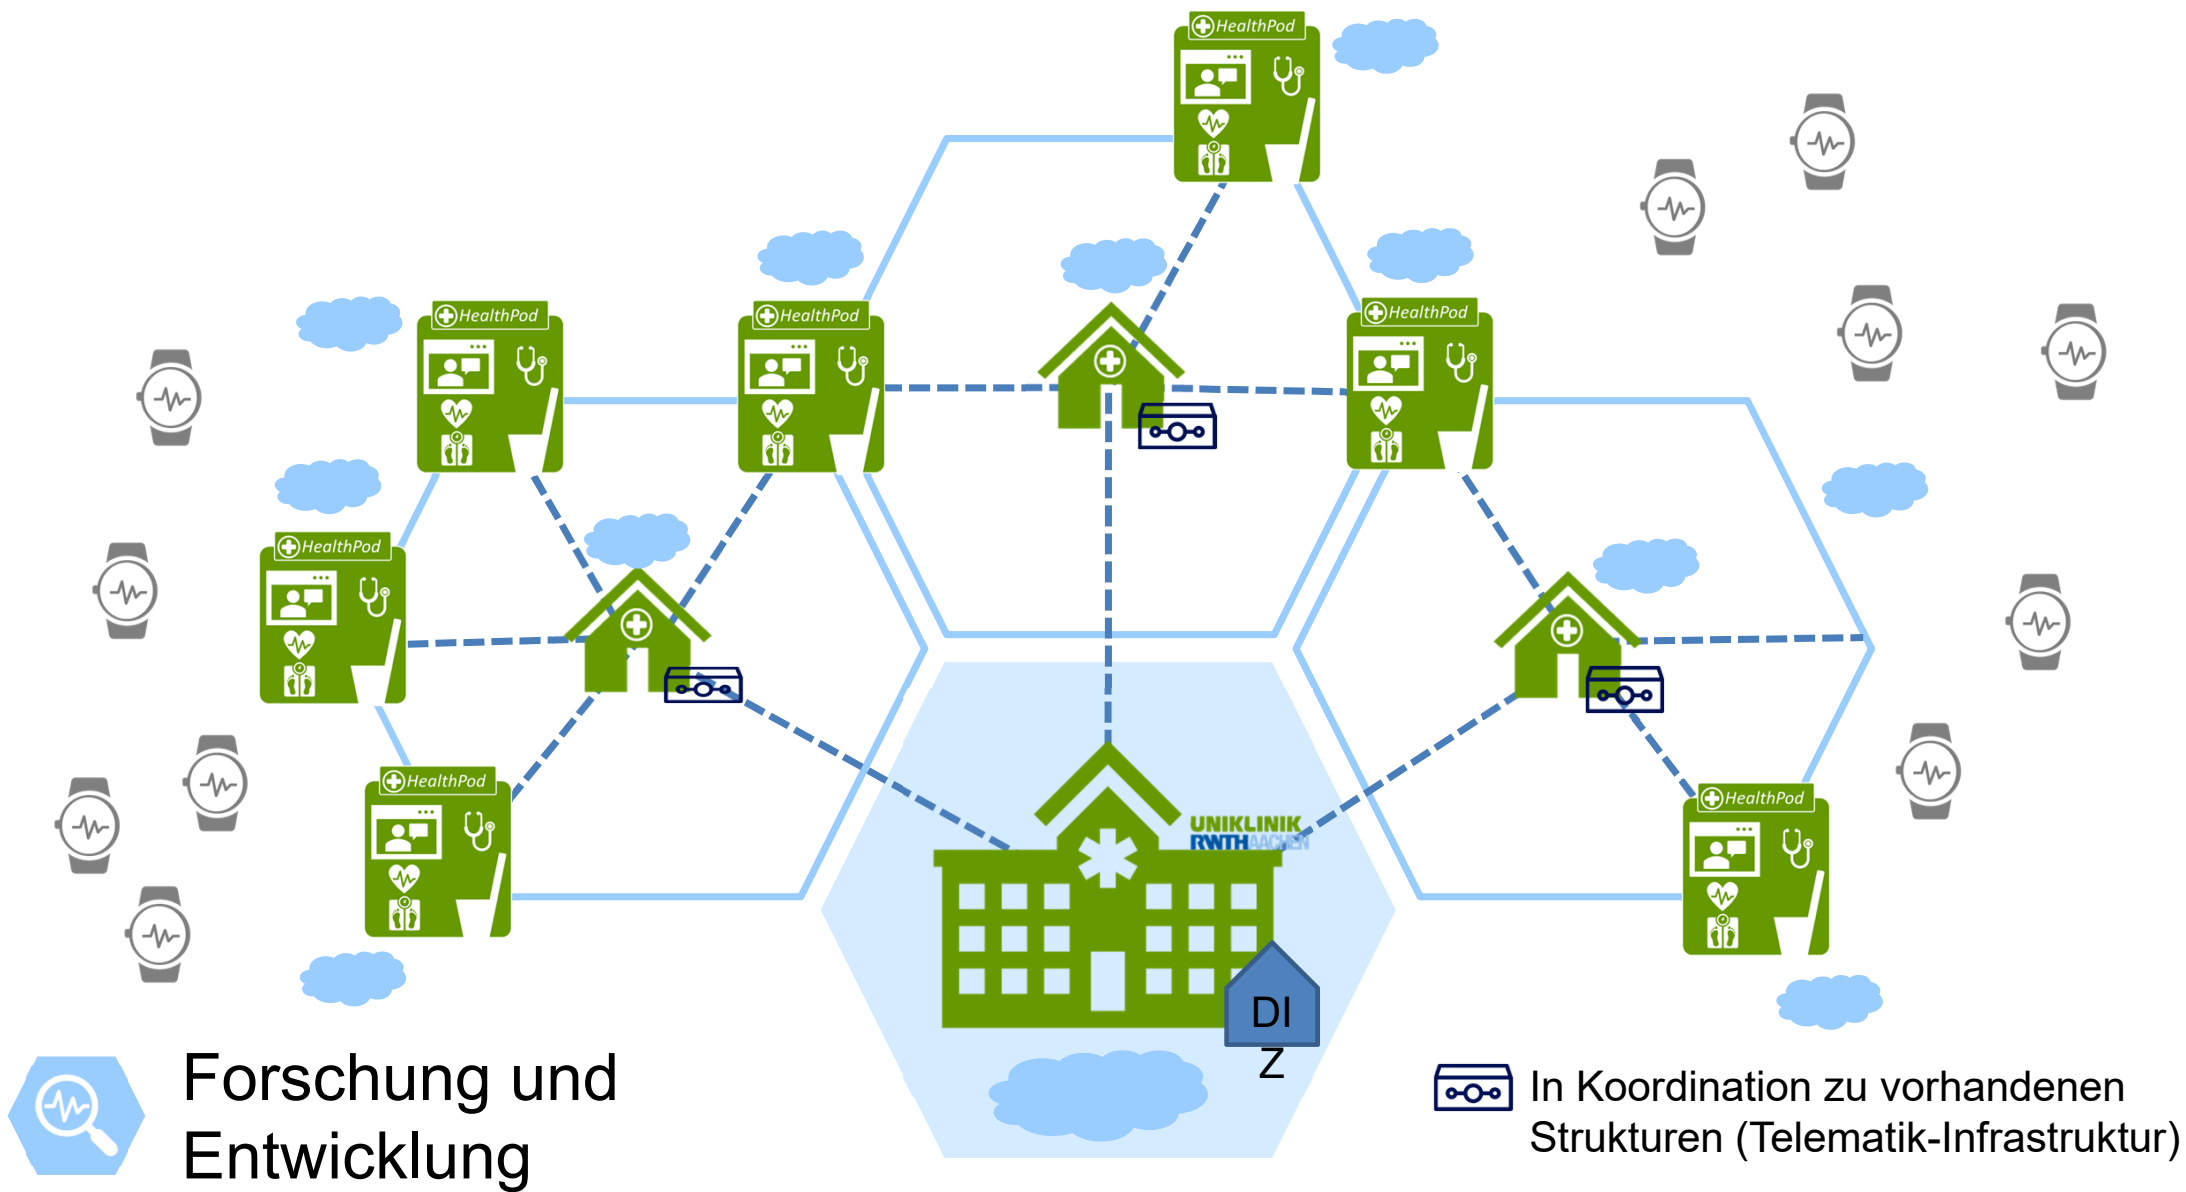 HealthPod
HealthPod
HealthPod
HealthPod
HealthPod
HealthPod
HealthPod
UNIKLINIK
RWTHAACHEN
DI
Z
Forschung und
Entwicklung
In Koordination zu vorhandenen
Strukturen (Telematik-Infrastruktur)